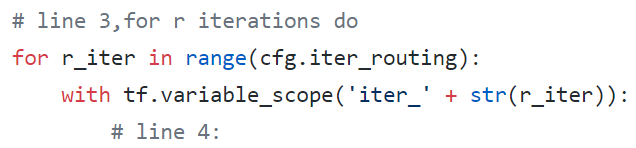 # line 3,for r iterations do
for r_iter in range(cfg.iter_routing):
    with tf.variable_scope('iter_' + str(r_iter)):
        # line 4: